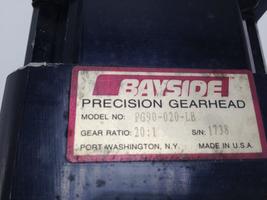 BAYSIDE
PRECISION GEARHEAD
MODEL NO: PG90-020-LB
GEAR RATIO: 20:1 S/N: 1738
PORT WASHINGTON, N.Y. MADE IN U.S.A.